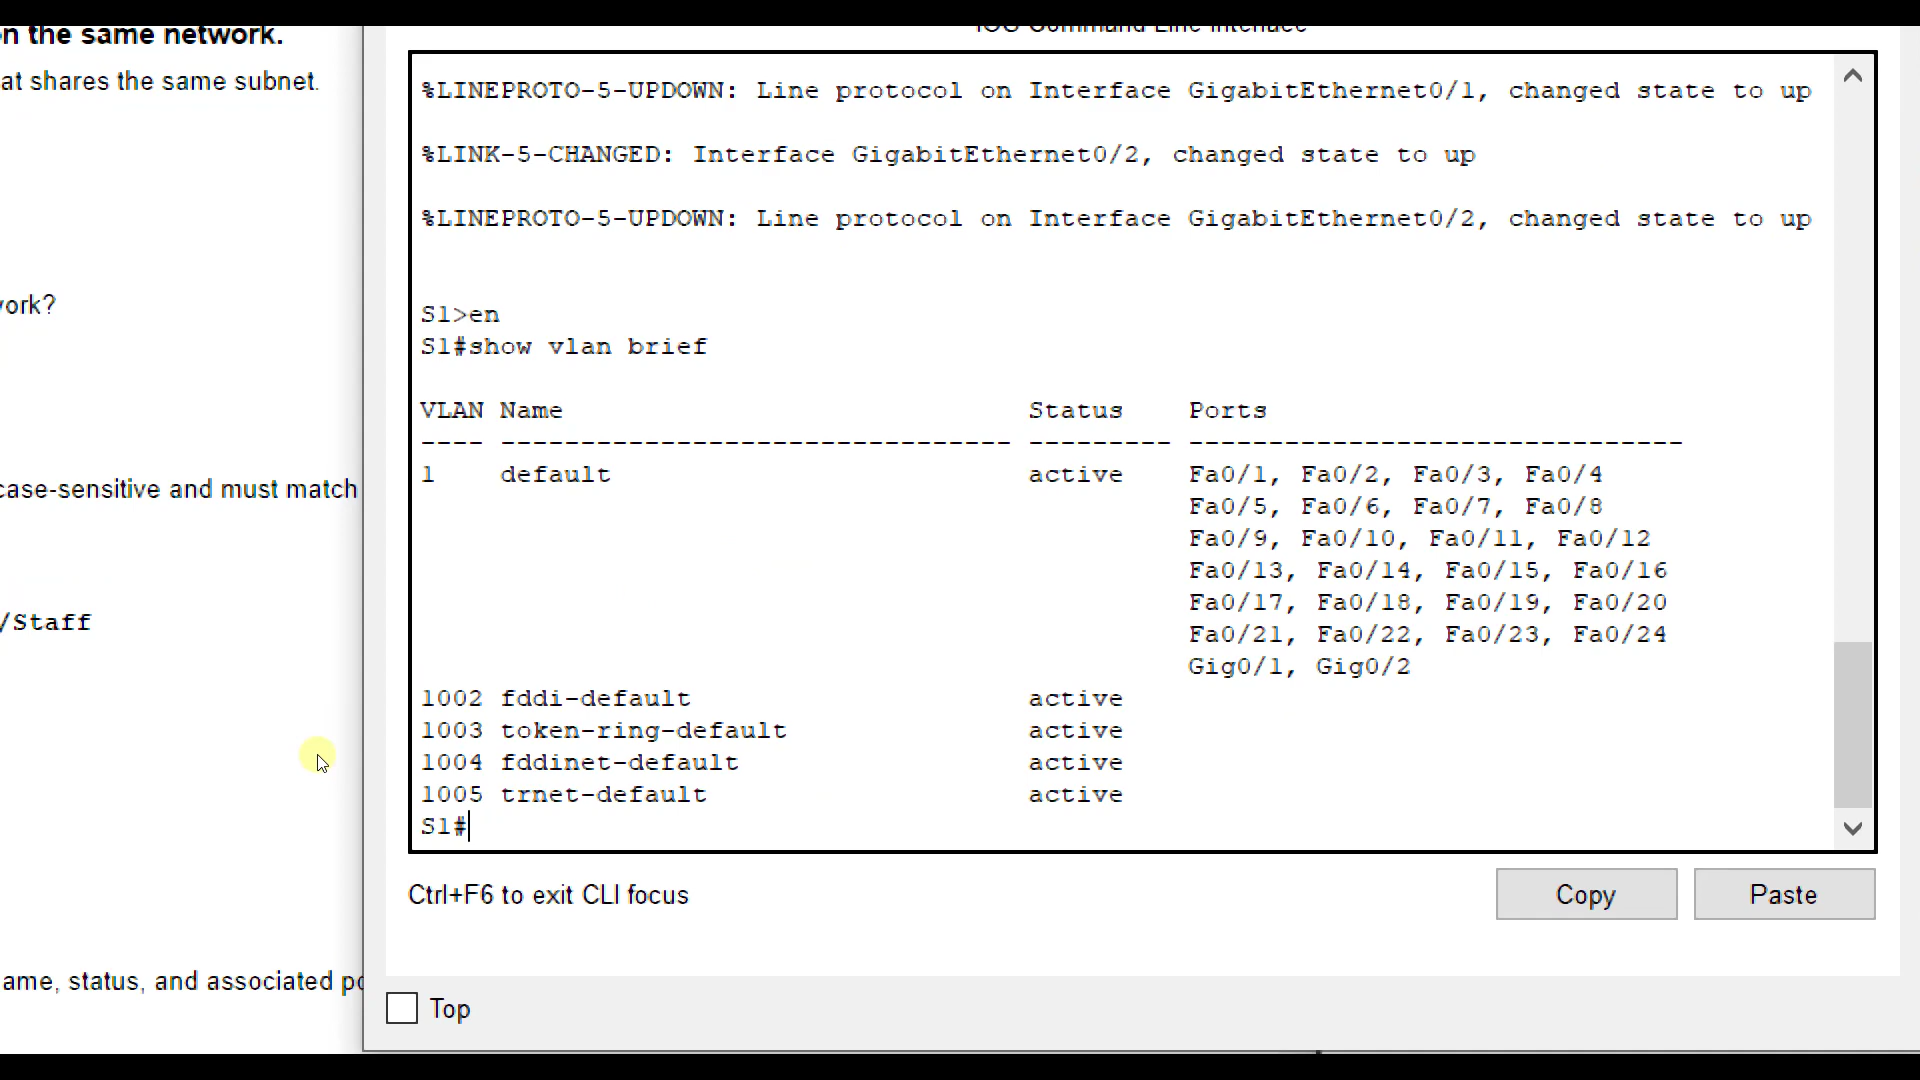 n the same network.
at shares the same subnet.
work?
case-sensitive and must match
/Staff
ame, status, and associated po
IOS Command Line Interface
%LINEPROTO-5-UPDOWN: Line protocol on Interface GigabitEthernet0/1, changed state to up
%LINK-5-CHANGED: Interface GigabitEthernet0/2, changed state to up
%LINEPROTO-5-UPDOWN: Line protocol on Interface GigabitEthernet0/2, changed state to up
S1>en
S1#show vlan brief
VLAN Name Status Ports
---- -------------------------------- --------- -------------------------------
1 default active Fa0/1, Fa0/2, Fa0/3, Fa0/4
Fa0/5, Fa0/6, Fa0/7, Fa0/8
Fa0/9, Fa0/10, Fa0/11, Fa0/12
Fa0/13, Fa0/14, Fa0/15, Fa0/16
Fa0/17, Fa0/18, Fa0/19, Fa0/20
Fa0/21, Fa0/22, Fa0/23, Fa0/24
Gig0/1, Gig0/2
1002 fddi-default active
1003 token-ring-default active
1004 fddinet-default active
1005 trnet-default active
S1#
Ctrl+F6 to exit CLI focus
Copy
Paste
Top